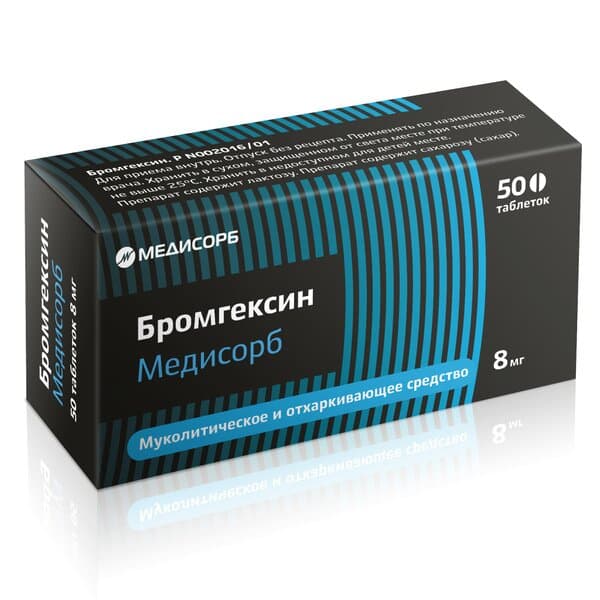 Бромгексин. Р N002016/01
Для приема внутрь. Отпуск без рецепта. Применять по назначению
врача. Хранить в сухом, защищенном от света месте при температуре
не выше 25°С. Хранить в недоступном для детей месте.
Препарат содержит лактозу. Препарат содержит сахарозу (сахар).
50
таблеток
МЕДИСОРБ
Бромгексин
Медисорб
Муколитическое и отхаркивающее средство
8 мг
Бромгексин
Медисорб
50 таблеток 8 мг